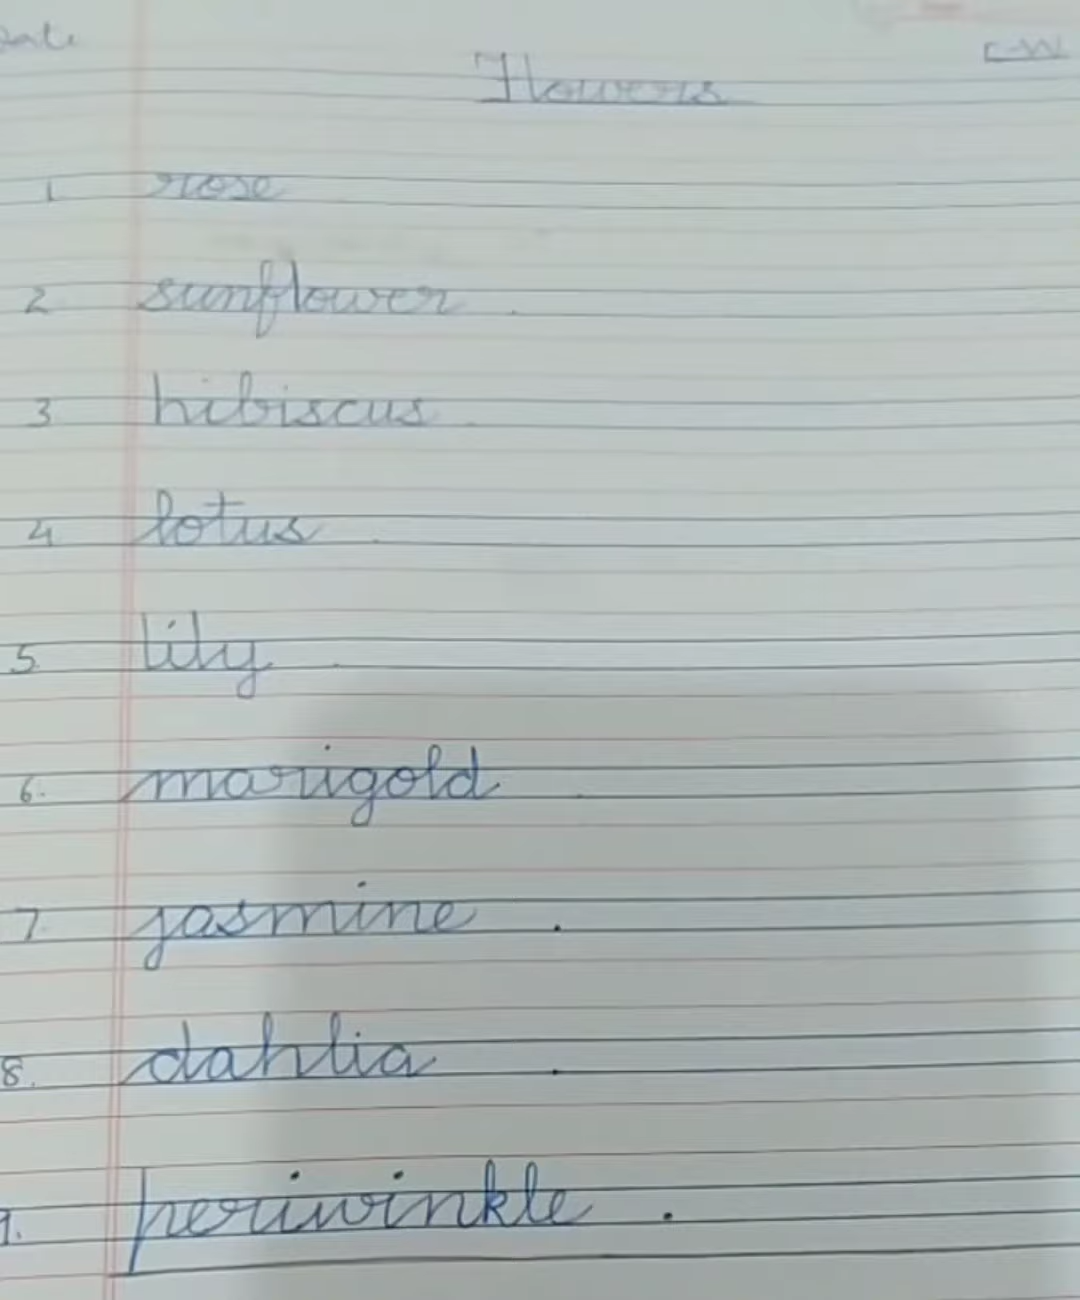 Date
C-W
Flowers
1 rose
2 sunflower .
3 hibiscus .
4 lotus .
5. lily .
6. marigold .
7. jasmine .
8. dahlia .
9. periwinkle .